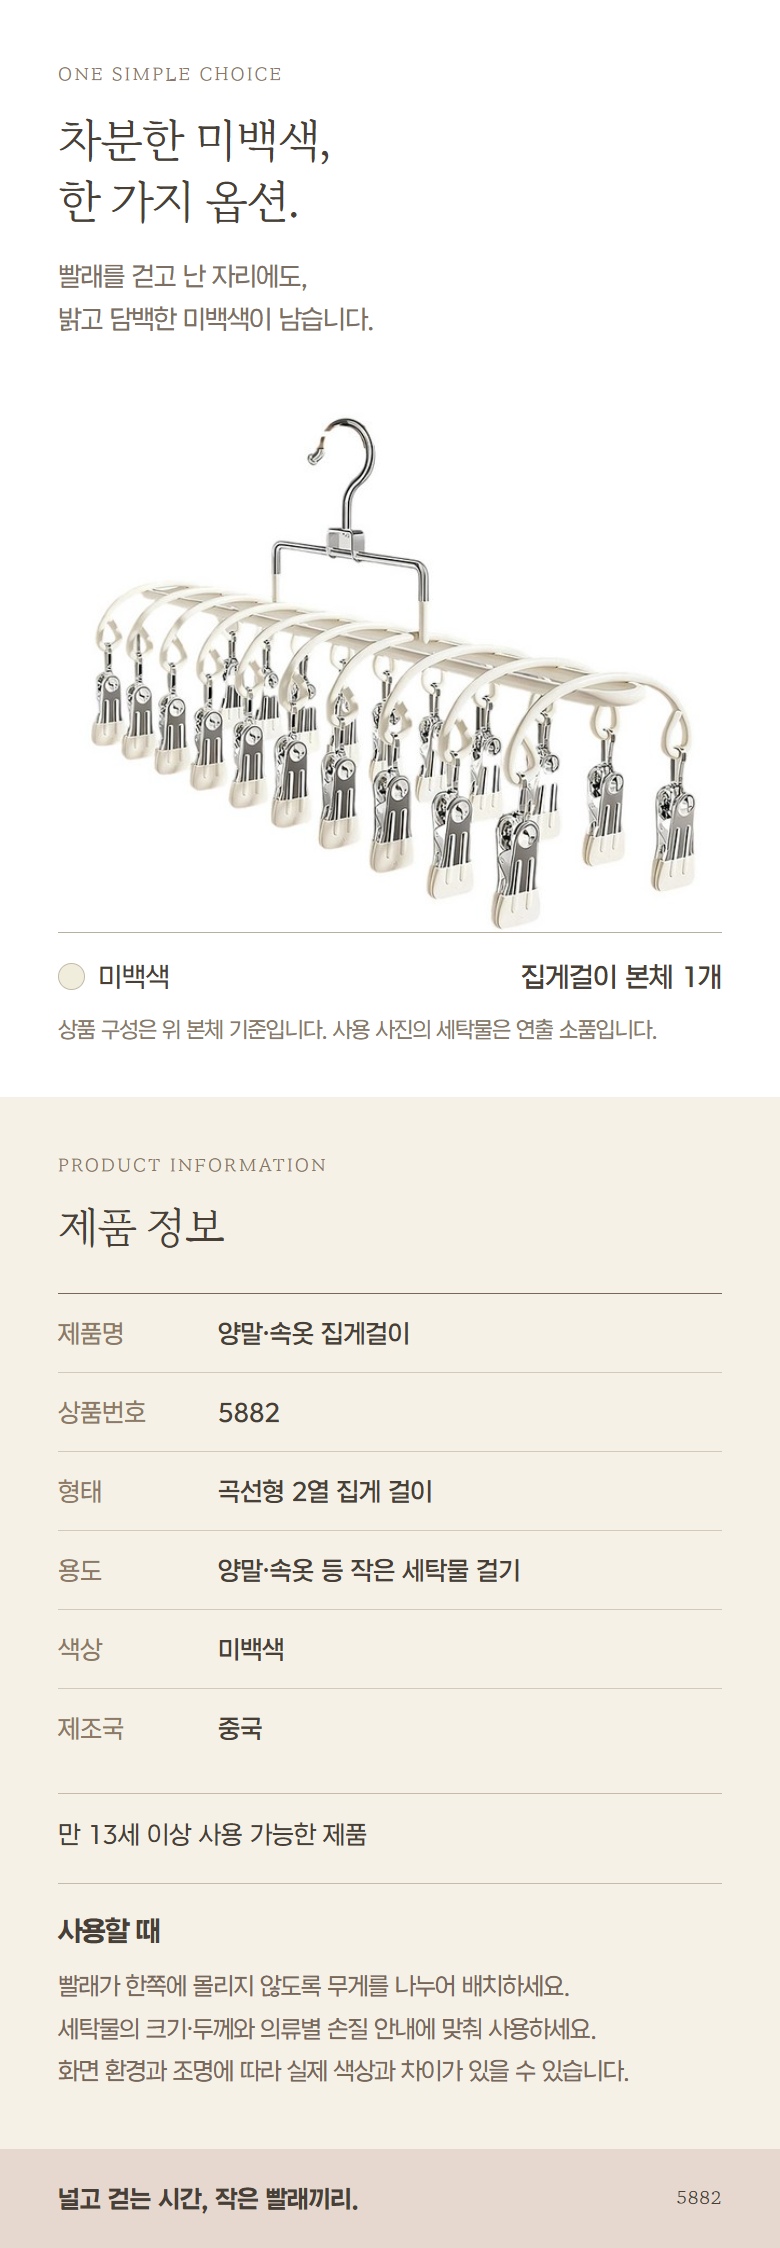 ONE SIMPLE CHOICE
차분한 미백색,
한 가지 옵션.
빨래를 걷고 난 자리에도,
밝고 담백한 미백색이 남습니다.
미백색
집게걸이 본체 1개
상품 구성은 위 본체 기준입니다. 사용 사진의 세탁물은 연출 소품입니다.
PRODUCT INFORMATION
제품 정보
제품명 양말·속옷 집게걸이
상품번호 5882
형태 곡선형 2열 집게 걸이
용도 양말·속옷 등 작은 세탁물 걸기
색상 미백색
제조국 중국
만 13세 이상 사용 가능한 제품
사용할 때
빨래가 한쪽에 몰리지 않도록 무게를 나누어 배치하세요.
세탁물의 크기·두께와 의류별 손질 안내에 맞춰 사용하세요.
화면 환경과 조명에 따라 실제 색상과 차이가 있을 수 있습니다.
널고 걷는 시간, 작은 빨래끼리.
5882